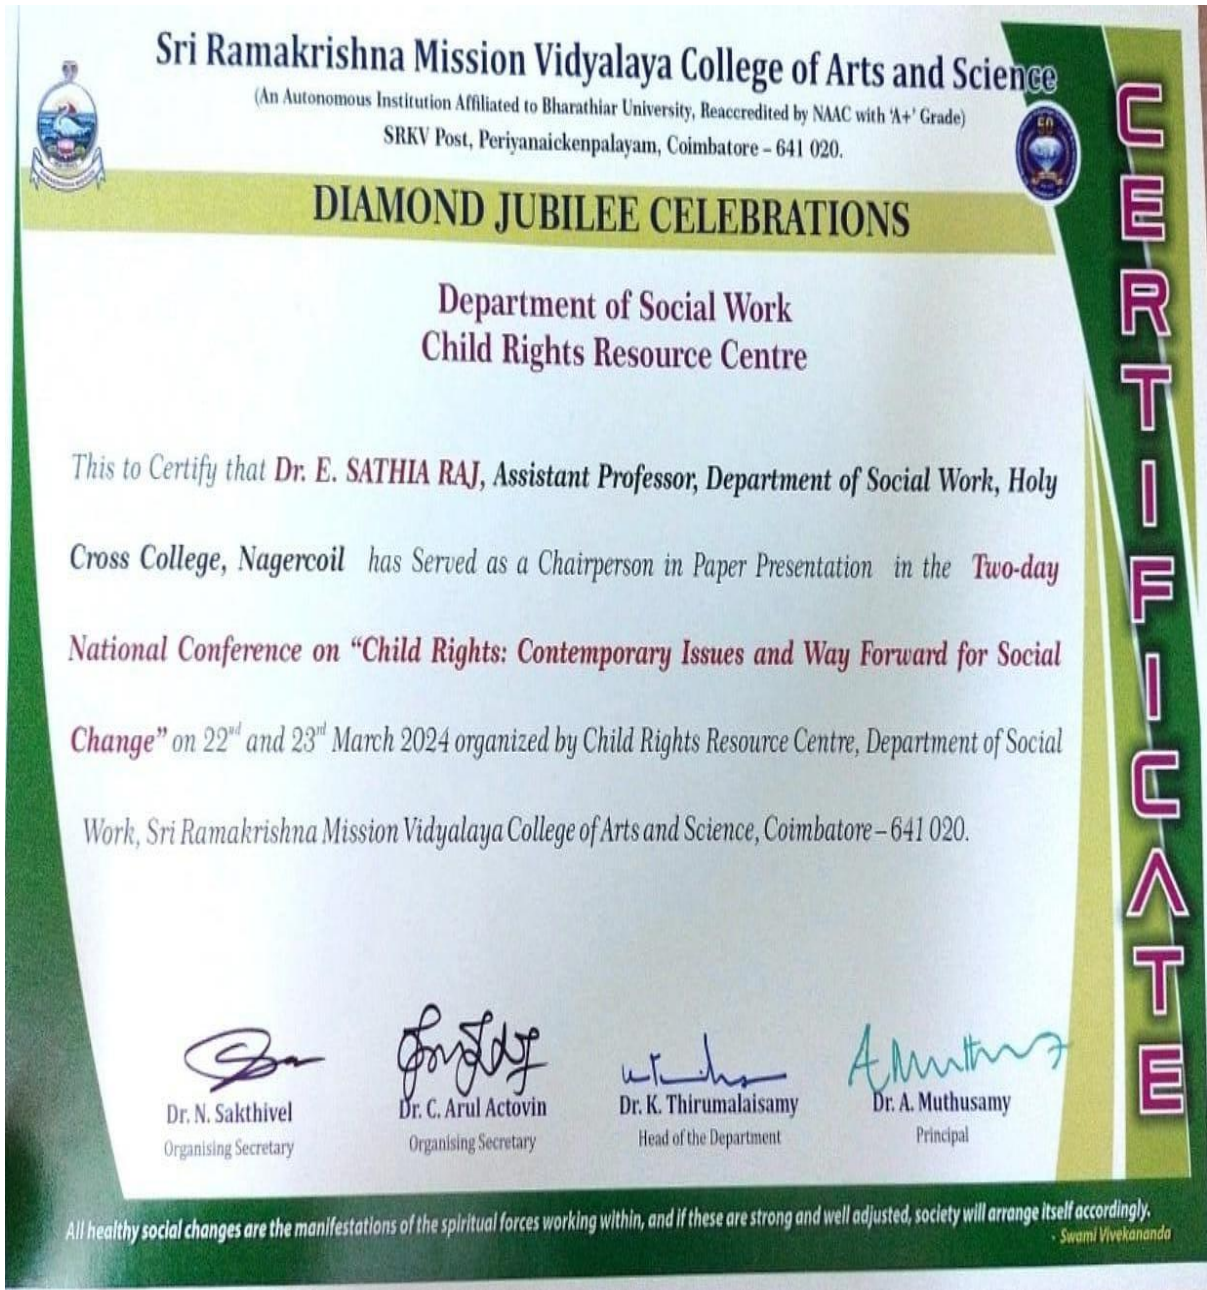 Sri Ramakrishna Mission Vidyalaya College of Arts and Science
(An Autonomous Institution Affiliated to Bharathiar University, Reaccredited by NAAC with 'A+' Grade)
SRKV Post, Periyanaickenpalayam, Coimbatore – 641 020.
DIAMOND JUBILEE CELEBRATIONS
CERTIFICATE
Department of Social Work
Child Rights Resource Centre
This to Certify that Dr. E. SATHIA RAJ, Assistant Professor, Department of Social Work, Holy
Cross College, Nagercoil has Served as a Chairperson in Paper Presentation in the Two-day
National Conference on “Child Rights: Contemporary Issues and Way Forward for Social
Change” on 22nd and 23rd March 2024 organized by Child Rights Resource Centre, Department of Social
Work, Sri Ramakrishna Mission Vidyalaya College of Arts and Science, Coimbatore – 641 020.
Dr. N. Sakthivel
Organising Secretary
Dr. C. Arul Actovin
Organising Secretary
Dr. K. Thirumalaisamy
Head of the Department
Dr. A. Muthusamy
Principal
All healthy social changes are the manifestations of the spiritual forces working within, and if these are strong and well adjusted, society will arrange itself accordingly.
- Swami Vivekananda